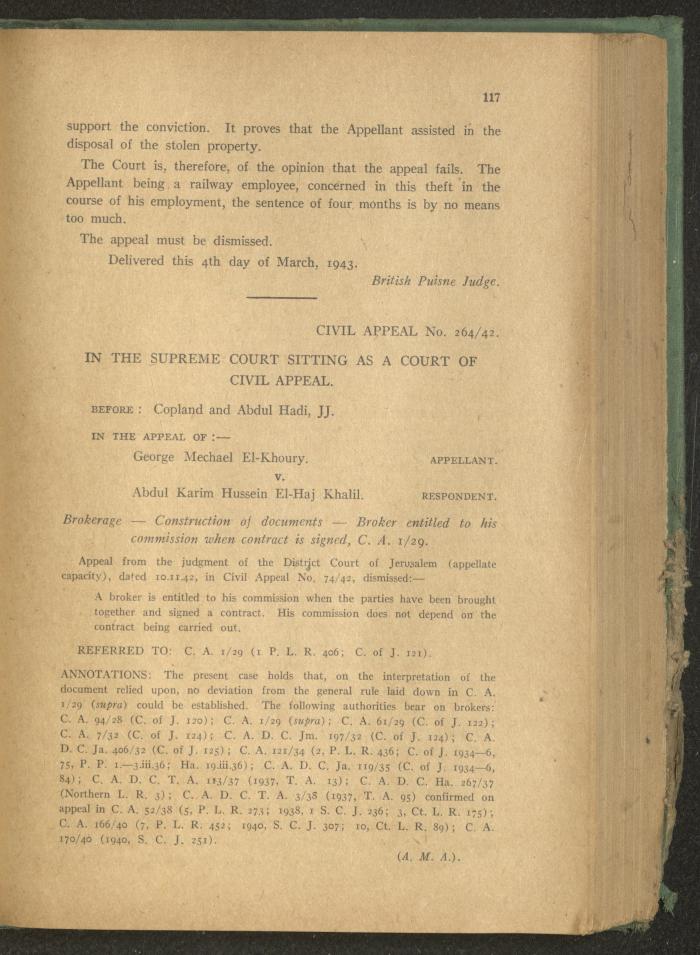 117
support the conviction. It proves that the Appellant assisted in the
disposal of the stolen property.
The Court is, therefore, of the opinion that the appeal fails. The
Appellant being a railway employee, concerned in this theft in the
course of his employment, the sentence of four months is by no means
too much.
The appeal must be dismissed.
Delivered this 4th day of March, 1943.
British Puisne Judge.
CIVIL APPEAL No. 264/42.
IN THE SUPREME COURT SITTING AS A COURT OF
CIVIL APPEAL.
BEFORE : Copland and Abdul Hadi, JJ.
IN THE APPEAL OF :—
George Mechael El-Khoury. APPELLANT.
v.
Abdul Karim Hussein El-Haj Khalil. RESPONDENT.
Brokerage — Construction of documents — Broker entitled to his
commission when contract is signed, C. A. 1/29.
Appeal from the judgment of the District Court of Jerusalem (appellate
capacity), dated 10.11.42, in Civil Appeal No. 74/42, dismissed:—
A broker is entitled to his commission when the parties have been brought
together and signed a contract. His commission does not depend on the
contract being carried out.
REFERRED TO: C. A. 1/29 (1 P. L. R. 406; C. of J. 121).
ANNOTATIONS: The present case holds that, on the interpretation of the
document relied upon, no deviation from the general rule laid down in C. A.
1/29 (supra) could be established. The following authorities bear on brokers:
C. A. 94/28 (C. of J. 120); C. A. 1/29 (supra); C. A. 61/29 (C. of J. 122);
C. A. 7/32 (C. of J. 124); C. A. D. C. Jm. 197/32 (C. of J. 124); C. A.
D. C. Ja. 406/32 (C. of J. 125); C. A. 121/34 (2, P. L. R. 436; C. of J. 1934—6,
75, P. P. 1.—3.iii.36; Ha. 19.iii.36); C. A. D. C. Ja. 119/35 (C. of J. 1934—6,
84); C. A. D. C. T. A. 113/37 (1937, T. A. 13); C. A. D. C. Ha. 267/37
(Northern L. R. 3); C. A. D. C. T. A. 3/38 (1937, T. A. 95) confirmed on
appeal in C. A. 52/38 (5, P. L. R. 273; 1938, 1 S. C. J. 236; 3, Ct. L. R. 175);
C. A. 166/40 (7, P. L. R. 452; 1940, S. C. J. 307; 10, Ct. L. R. 89); C. A.
170/40 (1940, S. C. J. 251).
(A. M. A.).